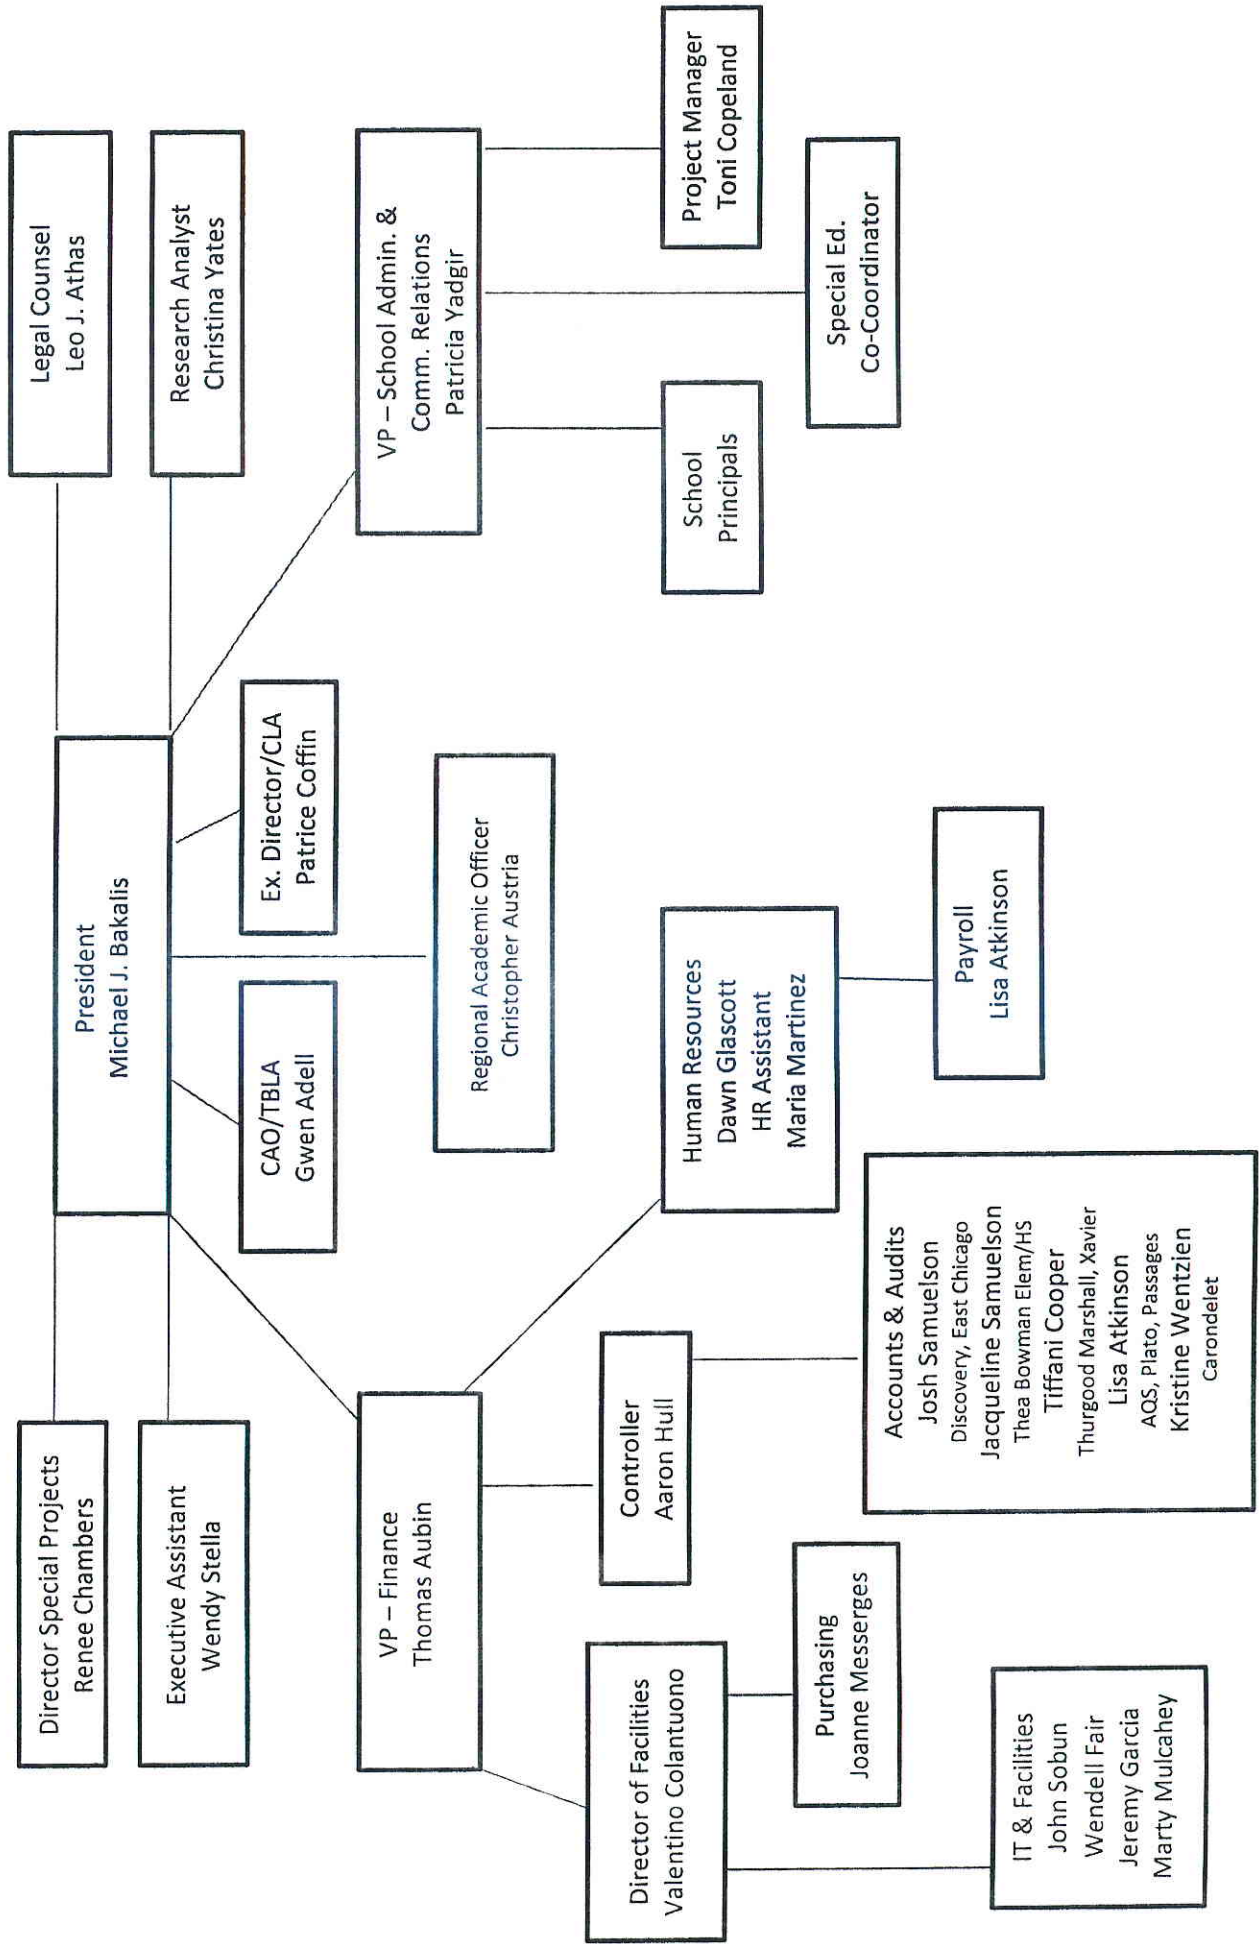 Director Special Projects
Renee Chambers
Executive Assistant
Wendy Stella
President
Michael J. Bakalis
Legal Counsel
Leo J. Athas
Research Analyst
Christina Yates
CAO/TBLA
Gwen Adell
Ex. Director/CLA
Patrice Coffin
VP – Finance
Thomas Aubin
Regional Academic Officer
Christopher Austria
VP – School Admin. &
Comm. Relations
Patricia Yadgir
Director of Facilities
Valentino Colantuono
Controller
Aaron Hull
Human Resources
Dawn Glascott
HR Assistant
Maria Martinez
School
Principals
Project Manager
Toni Copeland
Purchasing
Joanne Messerges
Special Ed.
Co-Coordinator
Accounts & Audits
Josh Samuelson
Discovery, East Chicago
Jacqueline Samuelson
Thea Bowman Elem/HS
Tiffani Cooper
Thurgood Marshall, Xavier
Lisa Atkinson
AQS, Plato, Passages
Kristine Wentzien
Carondelet
Payroll
Lisa Atkinson
IT & Facilities
John Sobun
Wendell Fair
Jeremy Garcia
Marty Mulcahey